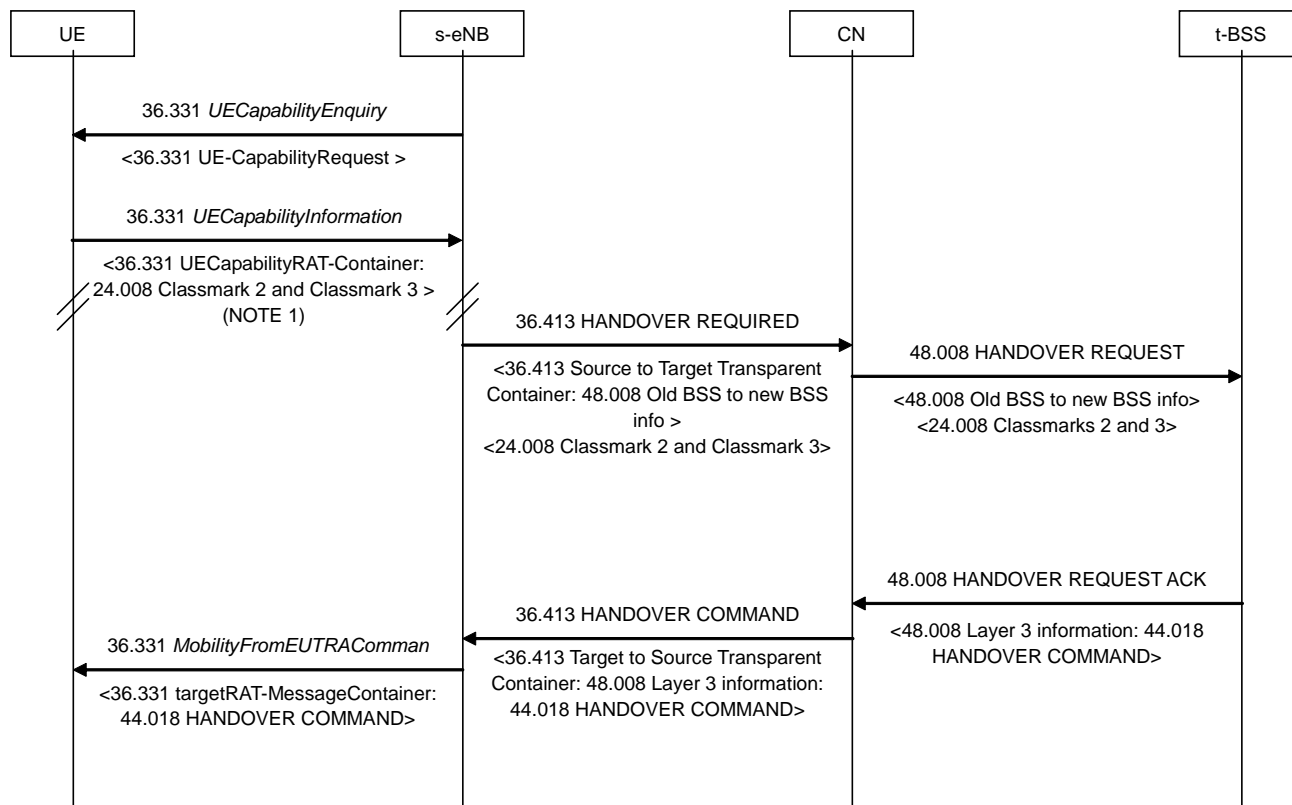 UE
s-eNB
CN
t-BSS
36.331 UECapabilityEnquiry
<36.331 UE-CapabilityRequest >
36.331 UECapabilityInformation
<36.331 UECapabilityRAT-Container:
24.008 Classmark 2 and Classmark 3 >
(NOTE 1)
36.413 HANDOVER REQUIRED
<36.413 Source to Target Transparent
Container: 48.008 Old BSS to new BSS
info >
<24.008 Classmark 2 and Classmark 3>
48.008 HANDOVER REQUEST
<48.008 Old BSS to new BSS info>
<24.008 Classmarks 2 and 3>
48.008 HANDOVER REQUEST ACK
<48.008 Layer 3 information: 44.018
HANDOVER COMMAND>
36.413 HANDOVER COMMAND
<36.413 Target to Source Transparent
Container: 48.008 Layer 3 information:
44.018 HANDOVER COMMAND>
36.331 MobilityFromEUTRAComman
<36.331 targetRAT-MessageContainer:
44.018 HANDOVER COMMAND>